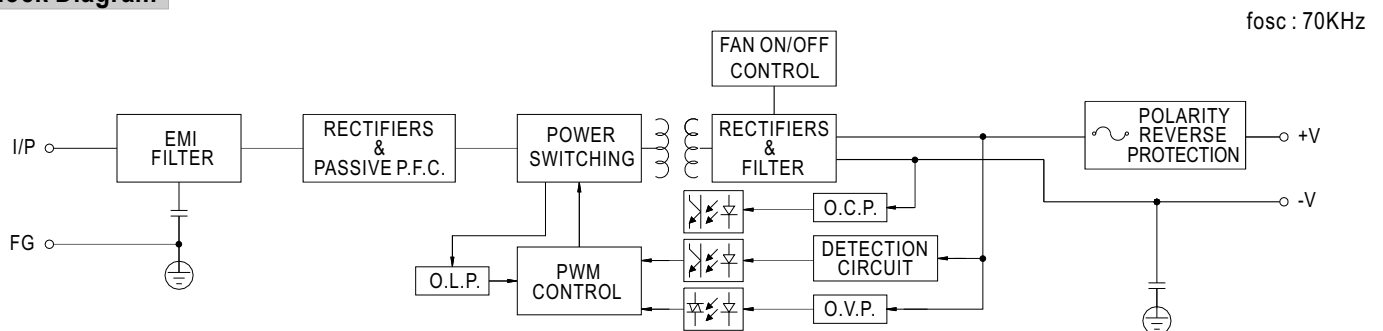 Diagram
fosc : 70KHz
FAN ON/OFF
CONTROL
I/P
EMI
FILTER
RECTIFIERS
&
PASSIVE P.F.C.
POWER
SWITCHING
RECTIFIERS
&
FILTER
POLARITY
REVERSE
PROTECTION
+V
-V
O.C.P.
FG
O.L.P.
PWM
CONTROL
DETECTION
CIRCUIT
O.V.P.